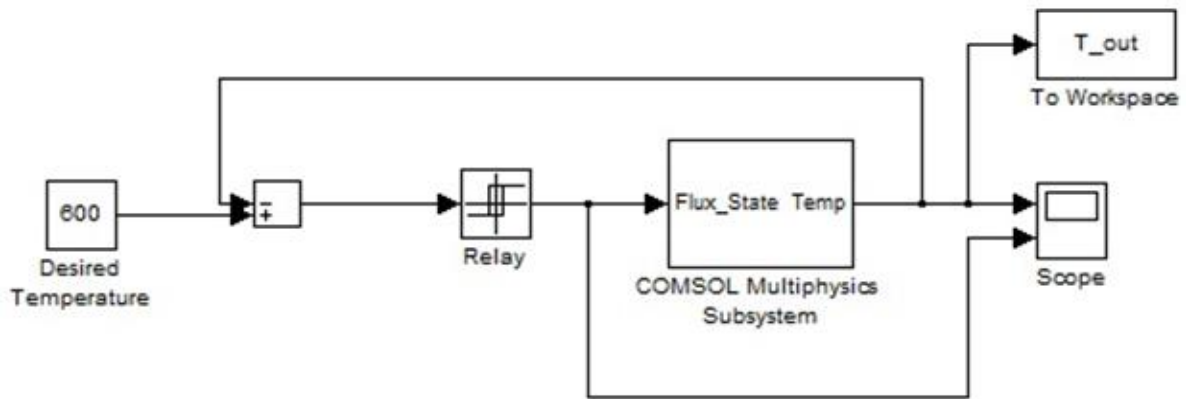 T_out
To Workspace
600
Desired
Temperature
−
+
Relay
Flux_State Temp
COMSOL Multiphysics
Subsystem
Scope